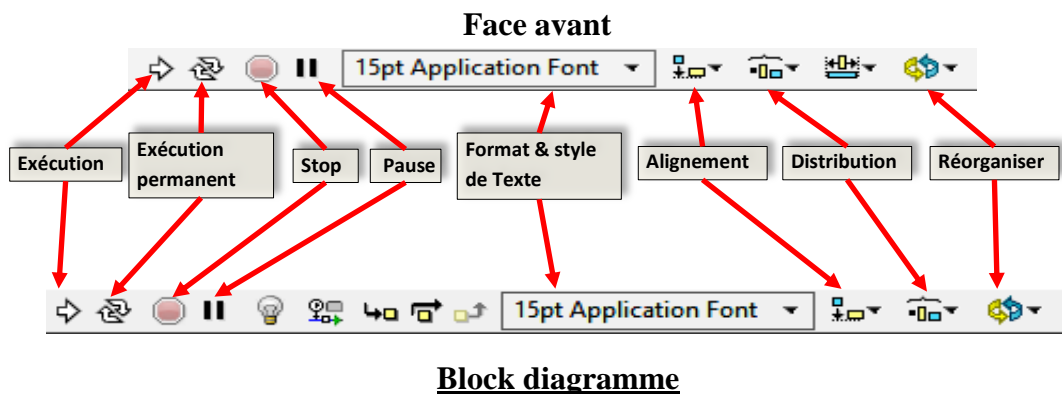 Face avant
15pt Application Font
Exécution
Exécution
permanent
Stop
Pause
Format & style
de Texte
Alignement
Distribution
Réorganiser
15pt Application Font
Block diagramme